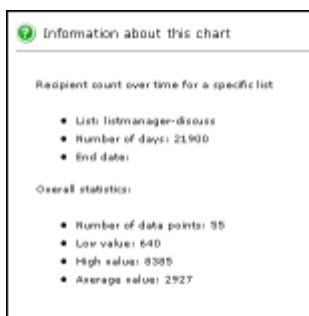 Information about this chart
Recipient count over time for a specific list
List: listmanager-discuss
Number of days: 21900
End date:
Overall statistics:
Number of data points: 55
Low value: 640
High value: 8385
Average value: 2927